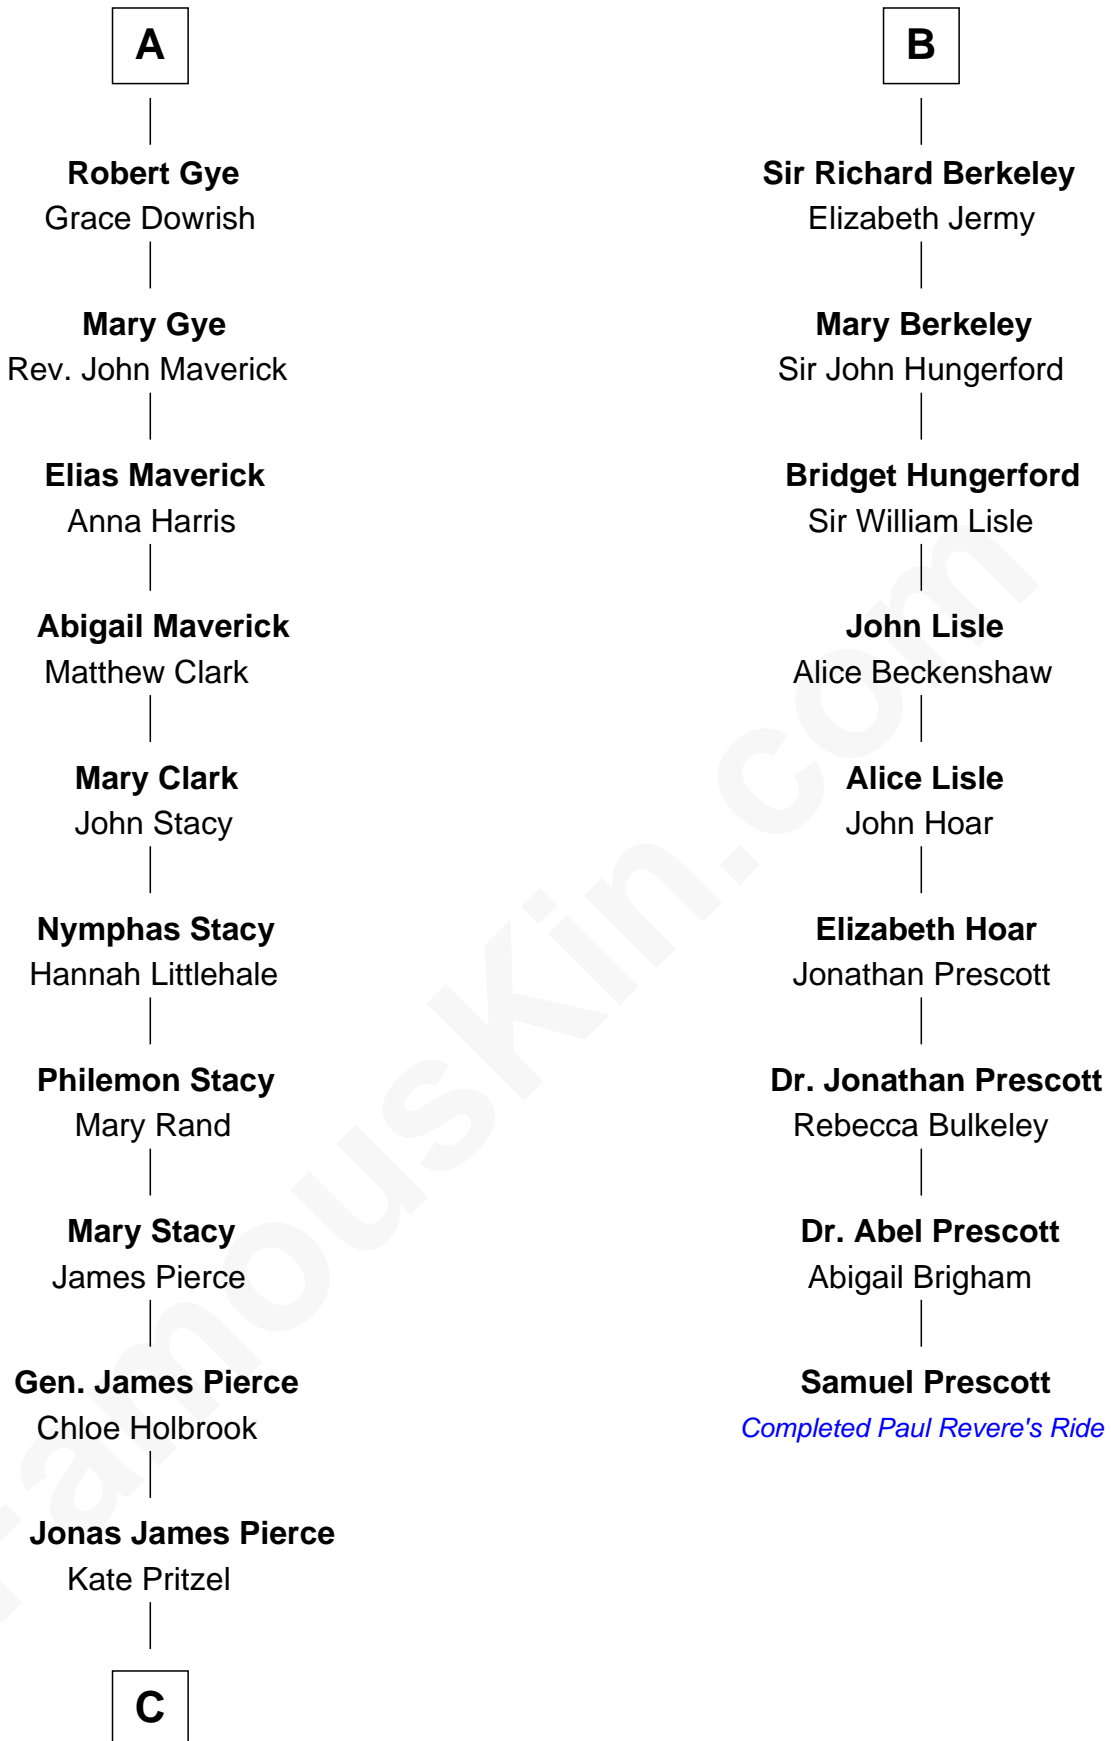 A
Robert Gye
Grace Dowrish
Mary Gye
Rev. John Maverick
Elias Maverick
Anna Harris
Abigail Maverick
Matthew Clark
Mary Clark
John Stacy
Nymphas Stacy
Hannah Littlehale
Philemon Stacy
Mary Rand
Mary Stacy
James Pierce
Gen. James Pierce
Chloe Holbrook
Jonas James Pierce
Kate Pritzel
C
B
Sir Richard Berkeley
Elizabeth Jermy
Mary Berkeley
Sir John Hungerford
Bridget Hungerford
Sir William Lisle
John Lisle
Alice Beckenshaw
Alice Lisle
John Hoar
Elizabeth Hoar
Jonathan Prescott
Dr. Jonathan Prescott
Rebecca Bulkeley
Dr. Abel Prescott
Abigail Brigham
Samuel Prescott
Completed Paul Revere's Ride
FamousKin.com